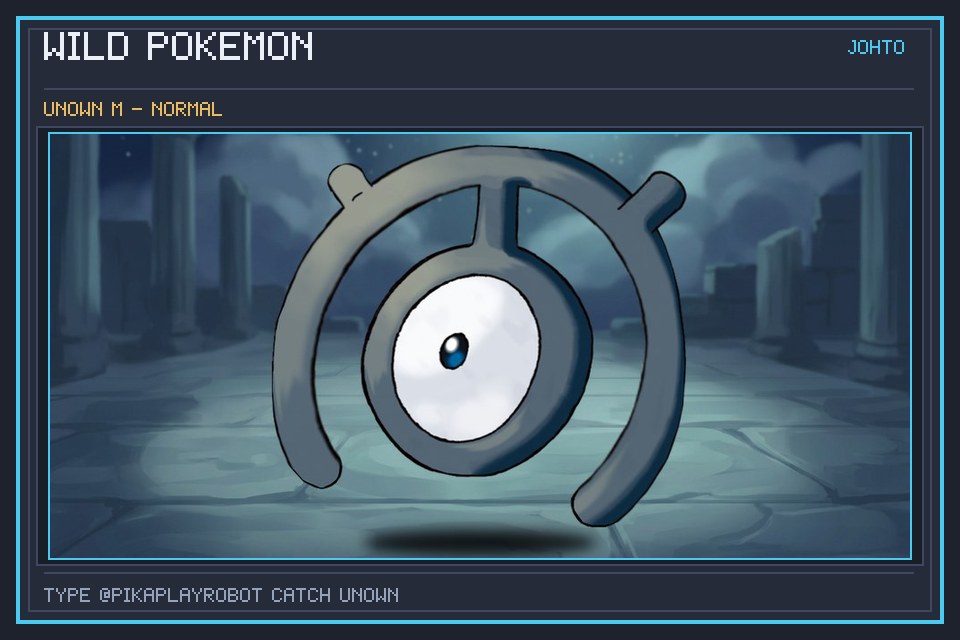 WILD POKEMON
JOHTO
UNOWN M - NORMAL
TYPE @PIKAPLAYROBOT CATCH UNOWN